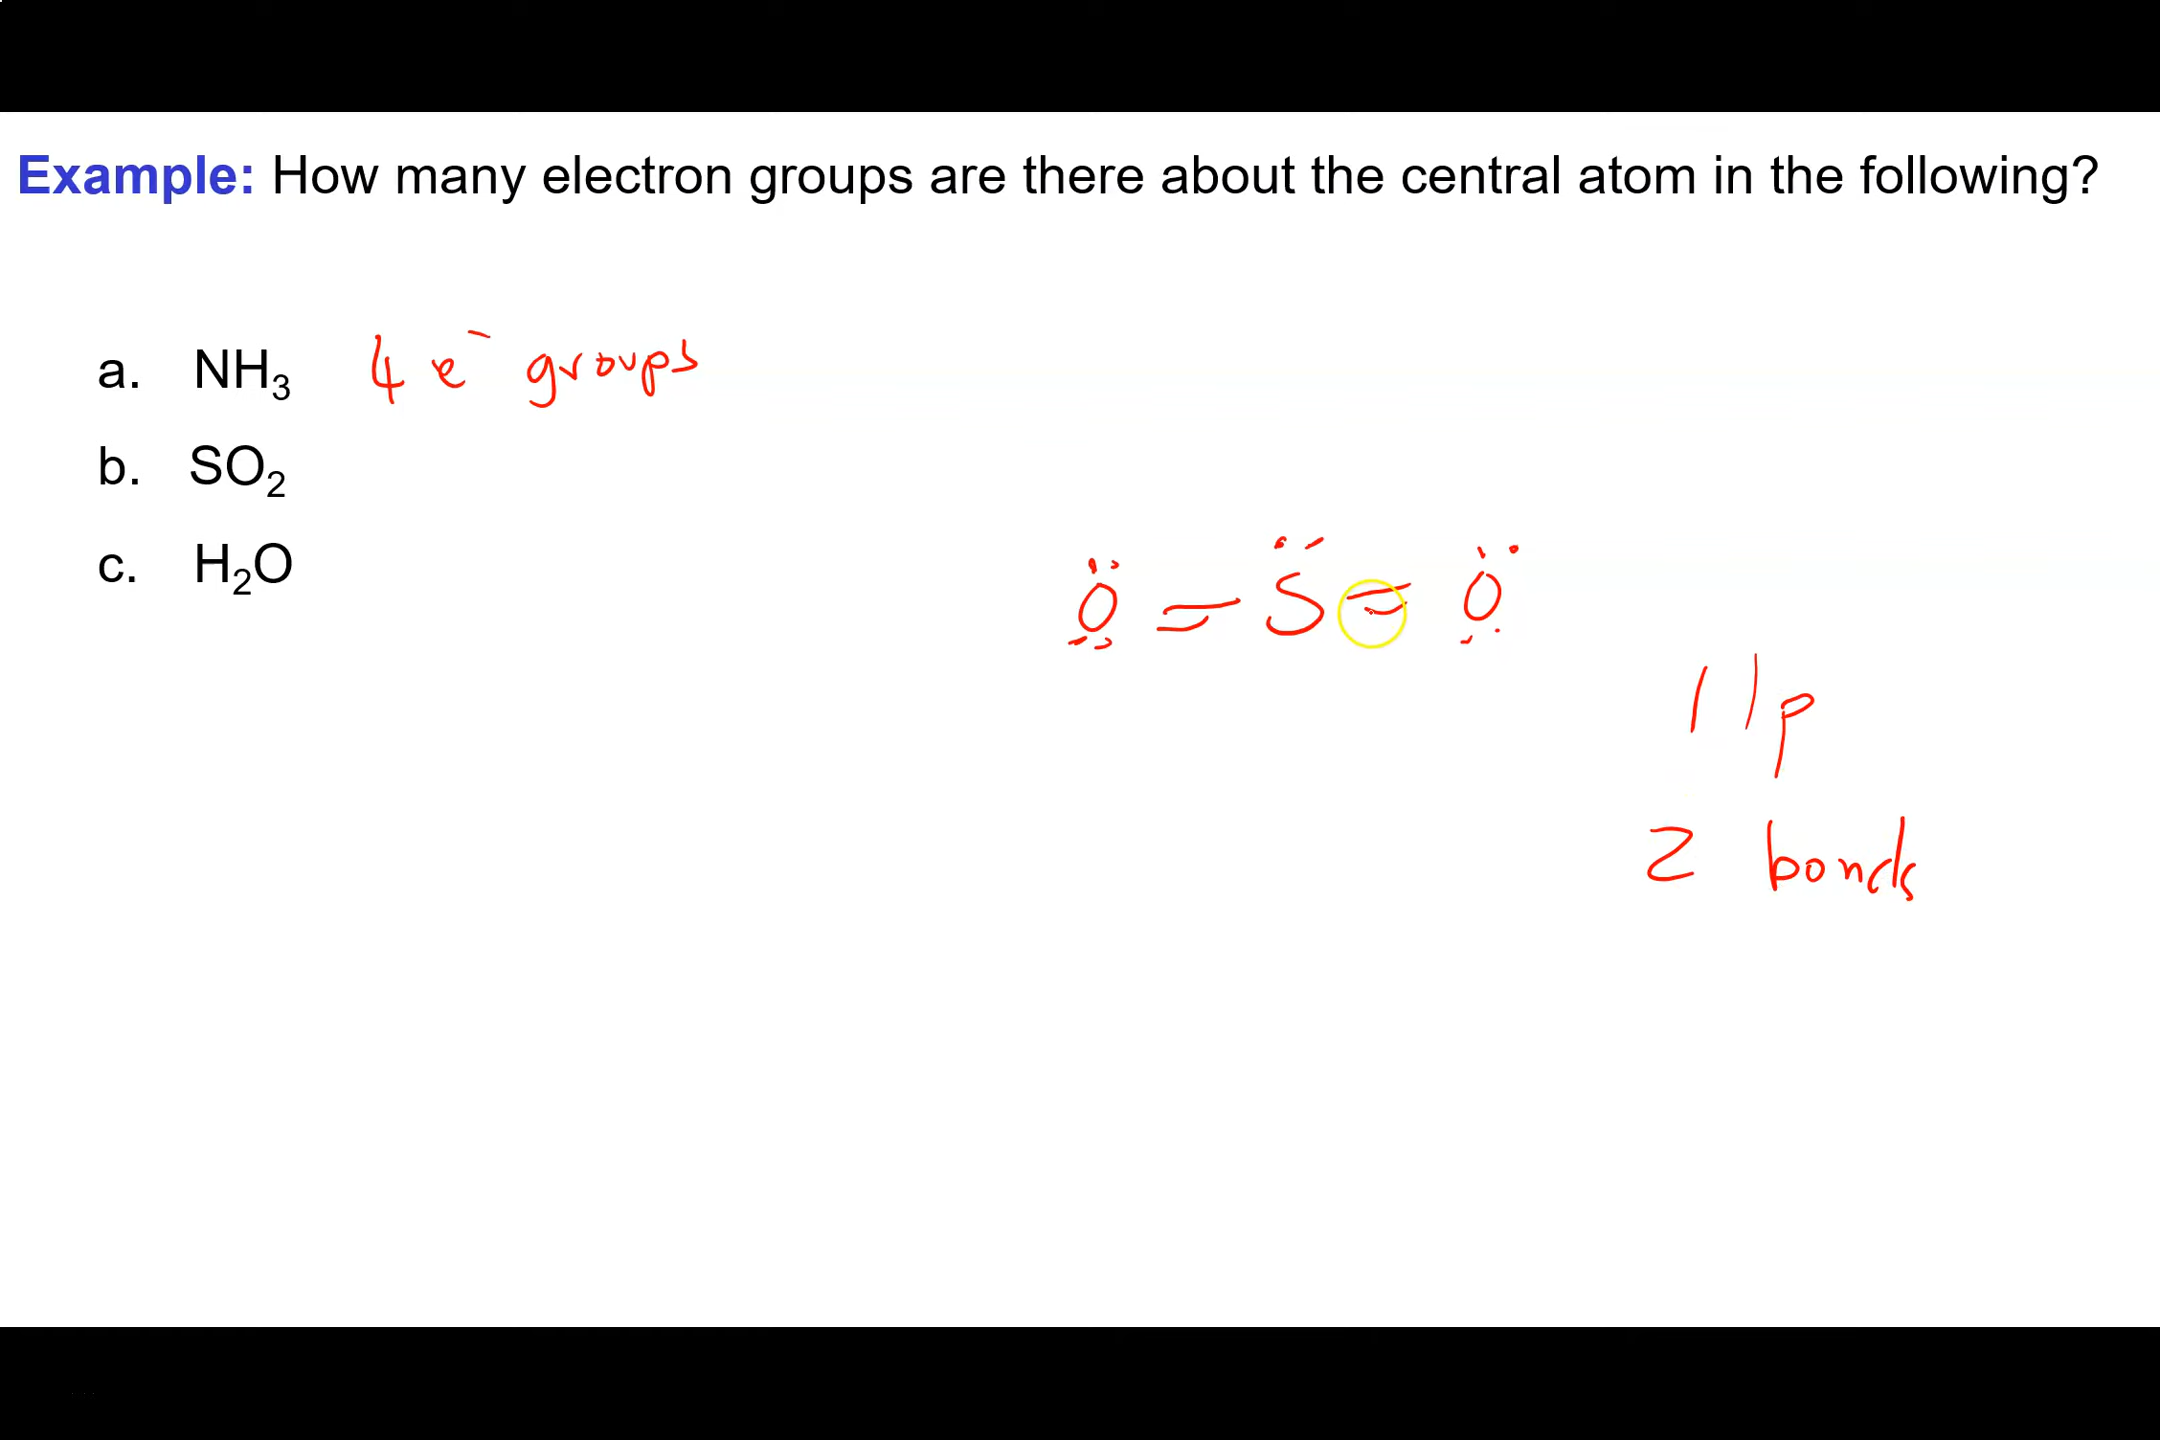 Example: How many electron groups are there about the central atom in the following?
a. NH₃ 4 e⁻ groups
b. SO₂
c. H₂O
O = S = O
1 lp
2 bonds